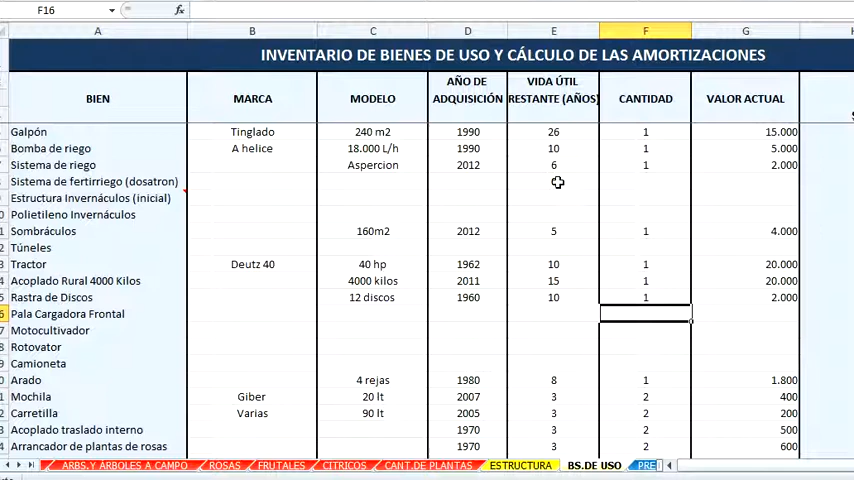 F16 = fx
A B C D E F G
INVENTARIO DE BIENES DE USO Y CÁLCULO DE LAS AMORTIZACIONES
BIEN MARCA MODELO AÑO DE ADQUISICIÓN VIDA ÚTIL RESTANTE (AÑOS) CANTIDAD VALOR ACTUAL
Galpón Tinglado 240 m2 1990 26 1 15.000
Bomba de riego A helice 18.000 L/h 1990 10 1 5.000
Sistema de riego Aspercion 2012 6 1 2.000
Sistema de fertirriego (dosatron)
Estructura Invernáculos (inicial)
Polietileno Invernáculos
Sombráculos 160m2 2012 5 1 4.000
Túneles
Tractor Deutz 40 40 hp 1962 10 1 20.000
Acoplado Rural 4000 Kilos 4000 kilos 2011 15 1 20.000
Rastra de Discos 12 discos 1960 10 1 2.000
Pala Cargadora Frontal
Motocultivador
Rotovator
Camioneta
Arado 4 rejas 1980 8 1 1.800
Mochila Giber 20 lt 2007 3 2 400
Carretilla Varias 90 lt 2005 3 2 200
Acoplado traslado interno 1970 3 2 500
Arrancador de plantas de rosas 1970 3 2 600
ARBS.Y ÁRBOLES A CAMPO ROSAS FRUTALES CITRICOS CANT.DE PLANTAS ESTRUCTURA BS.DE USO PRE